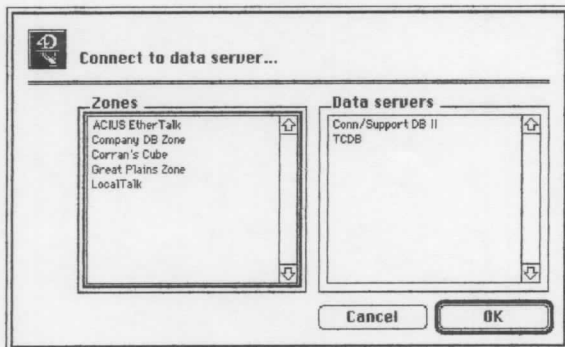 4D
Connect to data server...
Zones
ACIUS EtherTalk
Company DB Zone
Corran's Cube
Great Plains Zone
LocalTalk
Data servers
Conn/Support DB II
TCDB
Cancel
OK